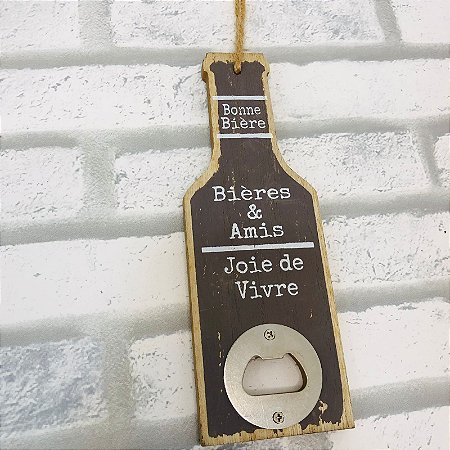 Bonne
Bière
Bières
&
Amis
Joie de
Vivre